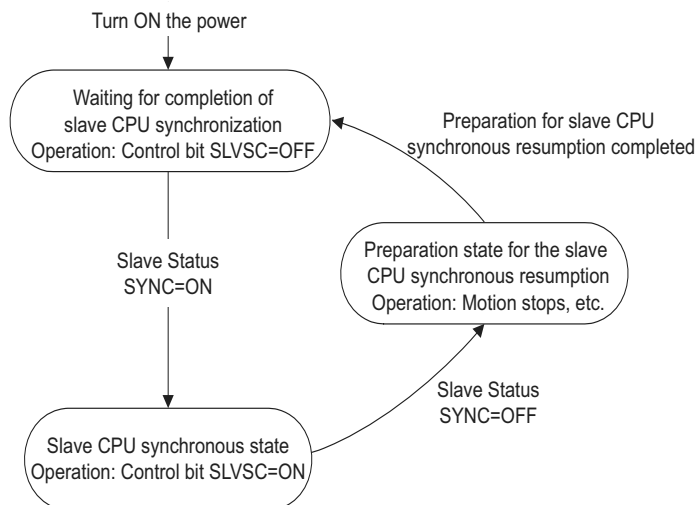 Turn ON the power
Waiting for completion of
slave CPU synchronization
Operation: Control bit SLVSC=OFF
Preparation for slave CPU
synchronous resumption completed
Preparation state for the slave
CPU synchronous resumption
Operation: Motion stops, etc.
Slave Status
SYNC=ON
Slave Status
SYNC=OFF
Slave CPU synchronous state
Operation: Control bit SLVSC=ON